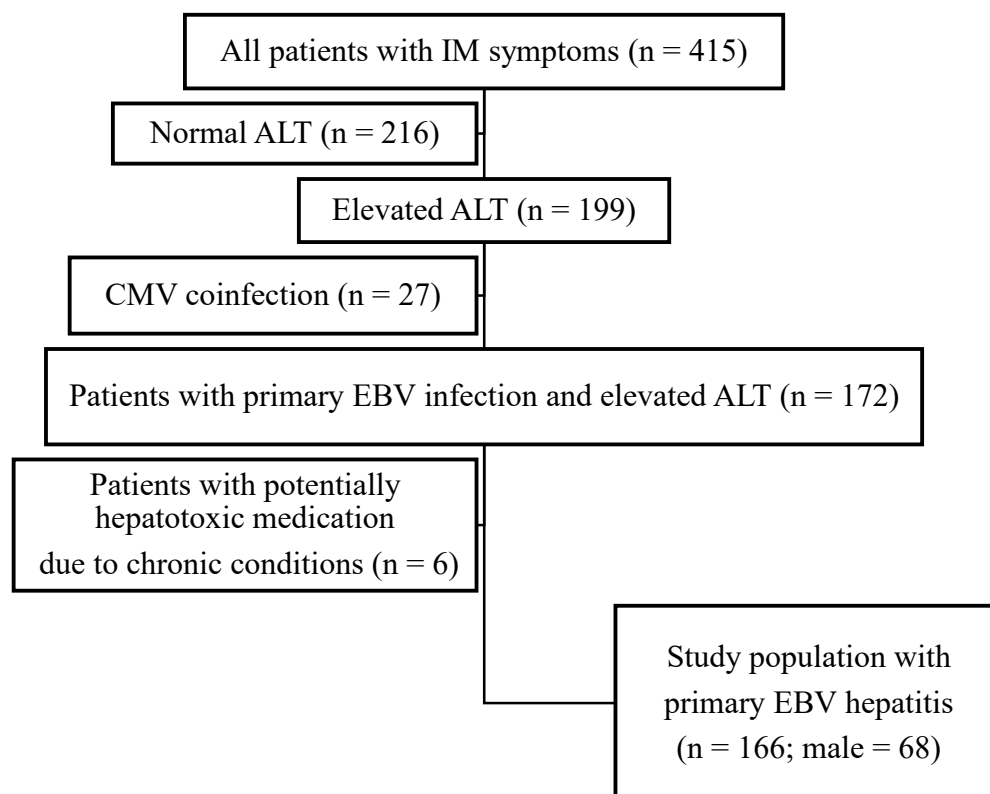 All patients with IM symptoms (n = 415)
Normal ALT (n = 216)
Elevated ALT (n = 199)
CMV coinfection (n = 27)
Patients with primary EBV infection and elevated ALT (n = 172)
Patients with potentially
hepatotoxic medication
due to chronic conditions (n = 6)
Study population with
primary EBV hepatitis
(n = 166; male = 68)